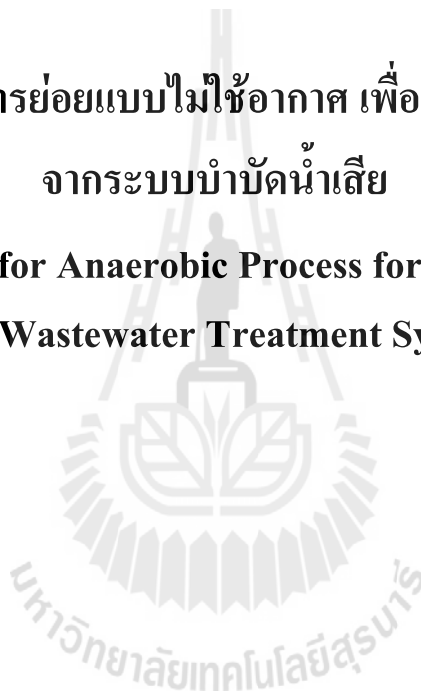 ารย่อยแบบไม่ใช้อากาศ เพื่อ
จากระบบบำบัดน้ำเสีย
for Anaerobic Process for
Wastewater Treatment Sy
มหาวิทยาลัยเทคโนโลยีสุร